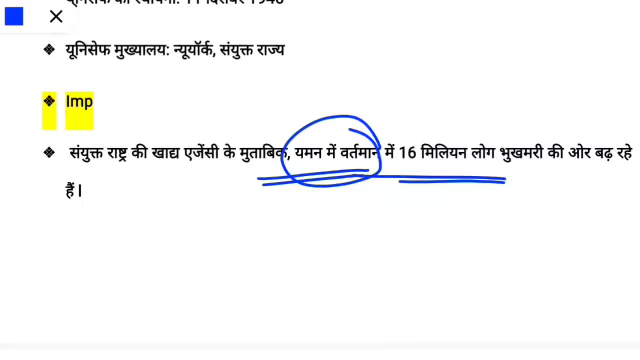 ❖ यूनिसेफ मुख्यालय: न्यूयॉर्क, संयुक्त राज्य
❖ Imp
❖ संयुक्त राष्ट्र की खाद्य एजेंसी के मुताबिक, यमन में वर्तमान में 16 मिलियन लोग भुखमरी की ओर बढ़ रहे
हैं।